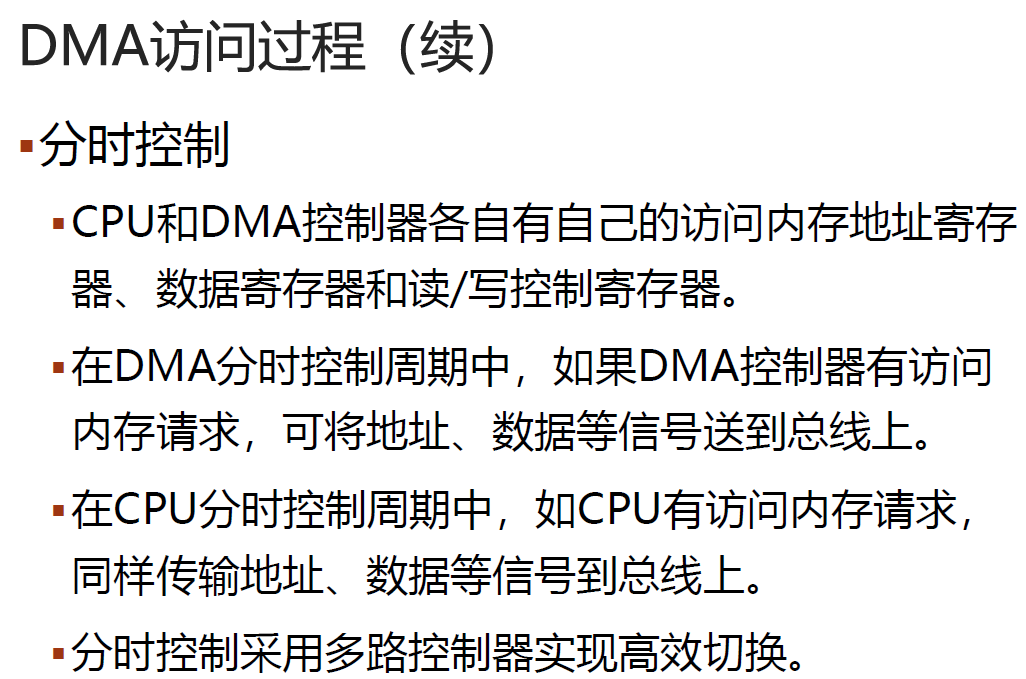 DMA访问过程（续）
▪分时控制
▪CPU和DMA控制器各自有自己的访问内存地址寄存
器、数据寄存器和读/写控制寄存器。
▪在DMA分时控制周期中，如果DMA控制器有访问
内存请求，可将地址、数据等信号送到总线上。
▪在CPU分时控制周期中，如CPU有访问内存请求，
同样传输地址、数据等信号到总线上。
▪分时控制采用多路控制器实现高效切换。